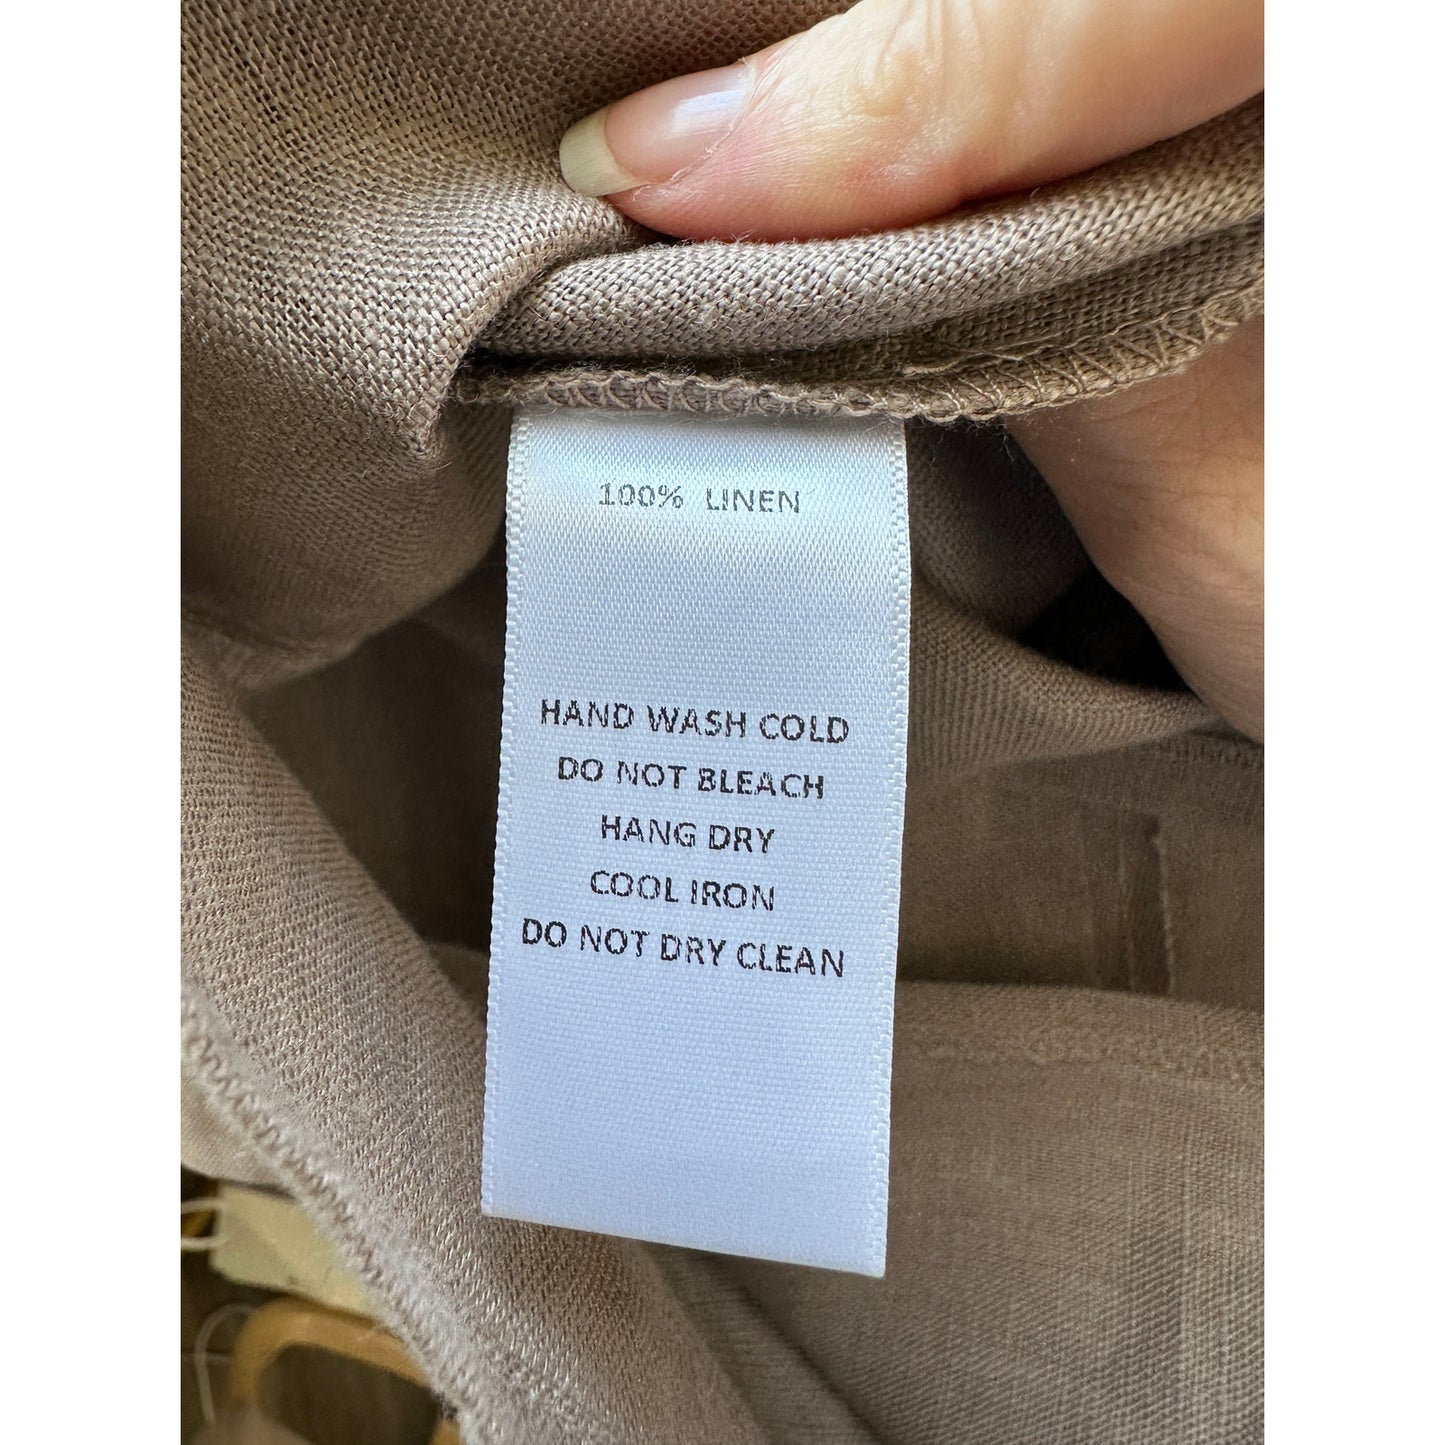 100% LINEN
HAND WASH COLD
DO NOT BLEACH
HANG DRY
COOL IRON
DO NOT DRY CLEAN